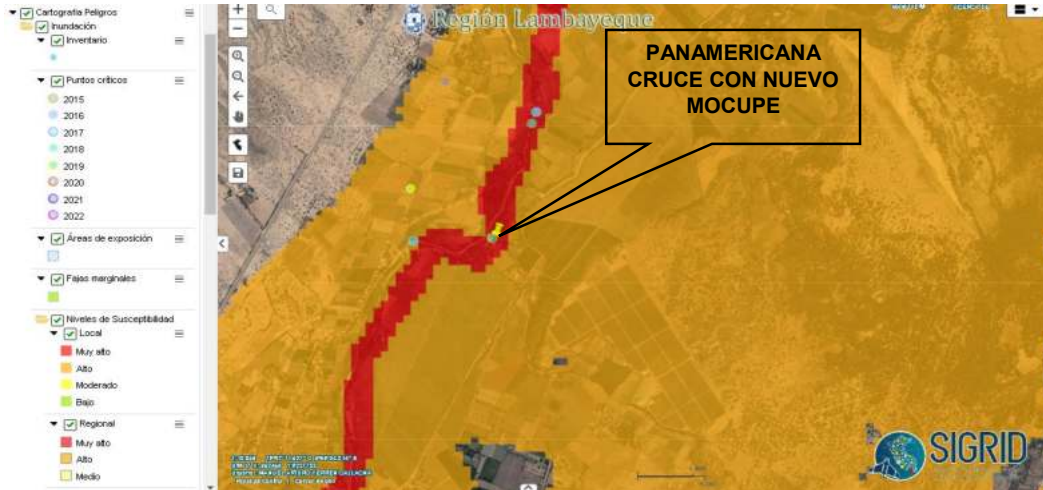 Cartografía Peligros
Inundación
Inventario
Puntos críticos
2015
2016
2017
2018
2019
2020
2021
2022
Áreas de exposición
Fajas marginales
Niveles de Susceptibilidad
Local
Muy alto
Alto
Moderado
Bajo
Regional
Muy alto
Alto
Medio
Región Lambayeque
PANAMERICANA
CRUCE CON NUEVO
MOCUPE
SIGRID